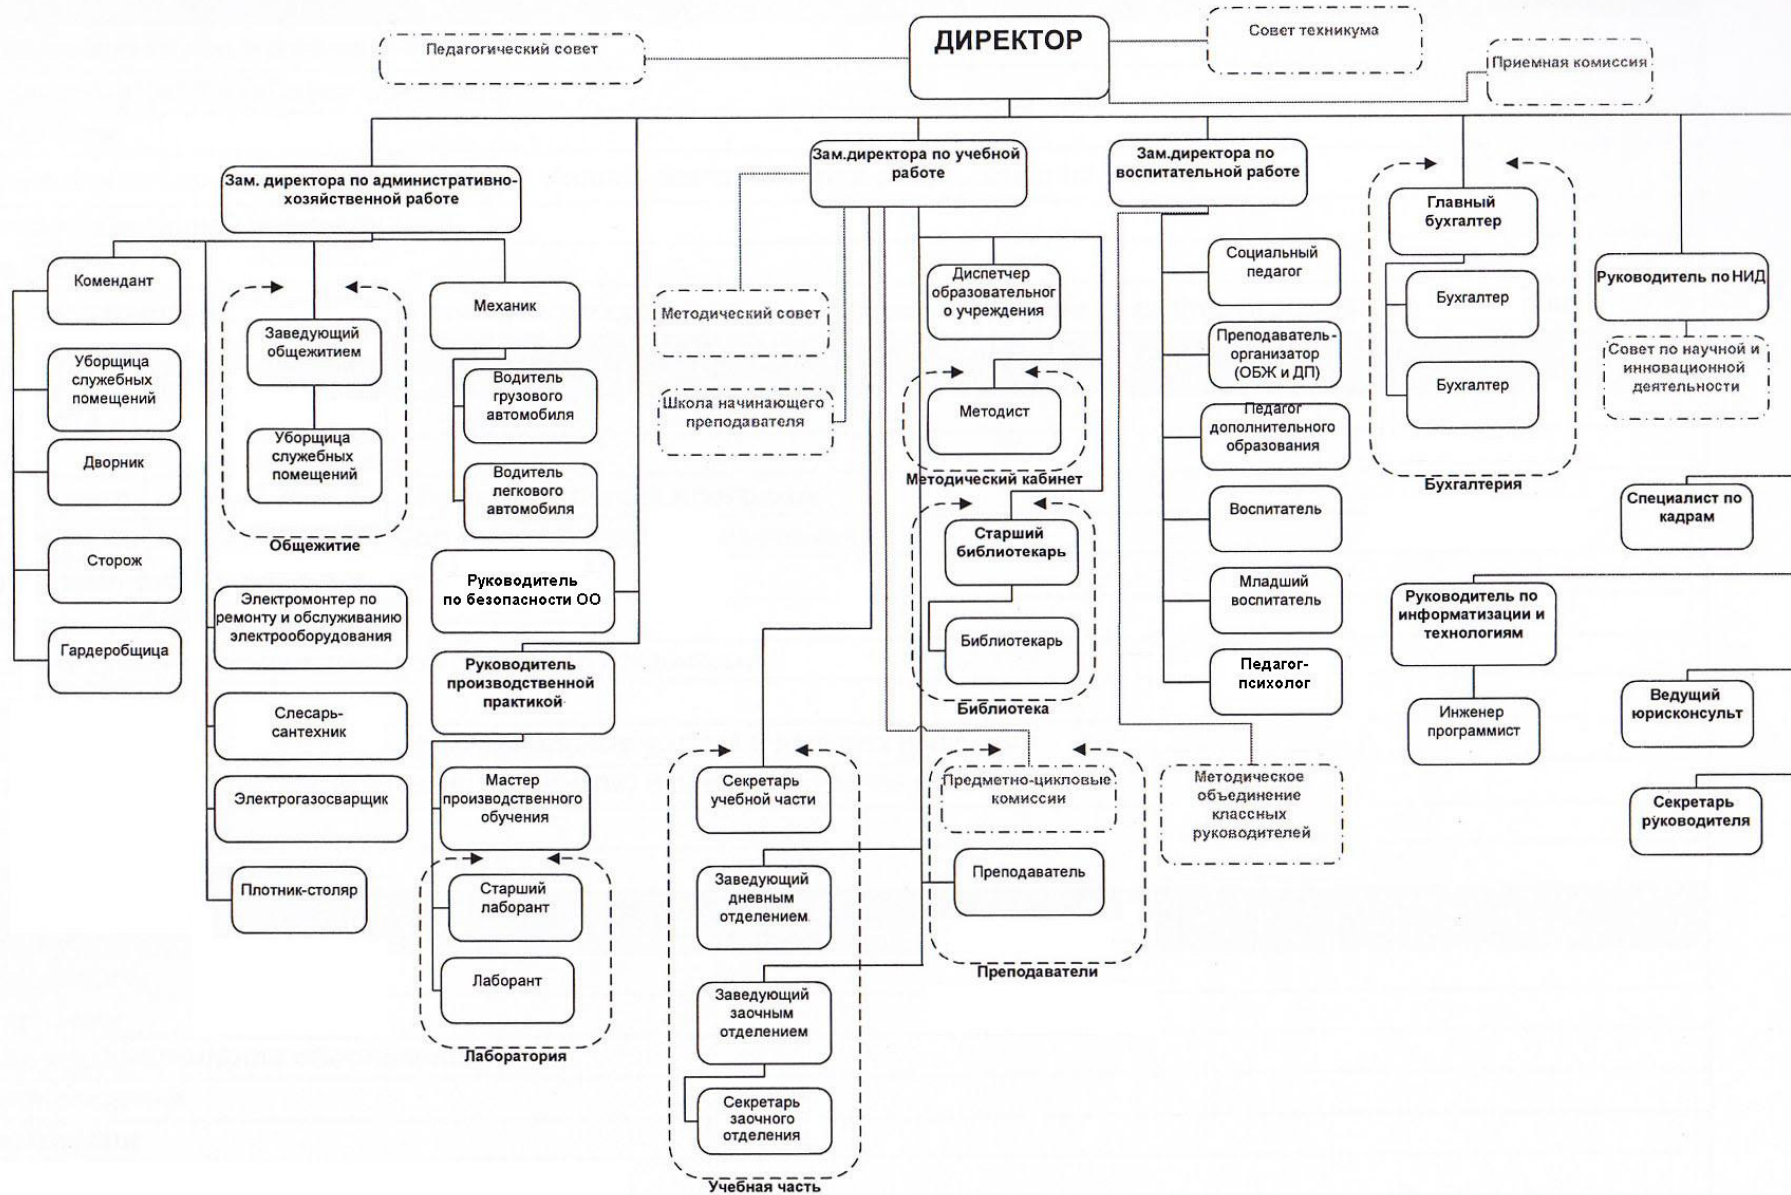 ДИРЕКТОР
Педагогический совет
Совет техникума
Приемная комиссия
Зам. директора по административно-
хозяйственной работе
Зам.директора по учебной
работе
Зам.директора по
воспитательной работе
Главный
бухгалтер
Руководитель по НИД
Комендант
Уборщица
служебных
помещений
Дворник
Сторож
Гардеробщица
Заведующий
общежитием
Уборщица
служебных
помещений
Общежитие
Электромонтер по
ремонту и обслуживанию
электрооборудования
Слесарь-
сантехник
Электрогазосварщик
Плотник-столяр
Механик
Водитель
грузового
автомобиля
Водитель
легкового
автомобиля
Руководитель
по безопасности ОО
Руководитель
производственной
практикой
Мастер
производственного
обучения
Старший
лаборант
Лаборант
Лаборатория
Методический совет
Школа начинающего
преподавателя
Диспетчер
образовательног
о учреждения
Методист
Методический кабинет
Старший
библиотекарь
Библиотекарь
Библиотека
Секретарь
учебной части
Заведующий
дневным
отделением
Заведующий
заочным
отделением
Секретарь
заочного
отделения
Учебная часть
Предметно-цикловые
комиссии
Преподаватель
Преподаватели
Социальный
педагог
Преподаватель-
организатор
(ОБЖ и ДП)
Педагог
дополнительного
образования
Воспитатель
Младший
воспитатель
Педагог-
психолог
Методическое
объединение
классных
руководителей
Бухгалтер
Бухгалтер
Бухгалтерия
Совет по научной и
инновационной
деятельности
Специалист по
кадрам
Руководитель по
информатизации и
технологиям
Инженер
программист
Ведущий
юрисконсульт
Секретарь
руководителя